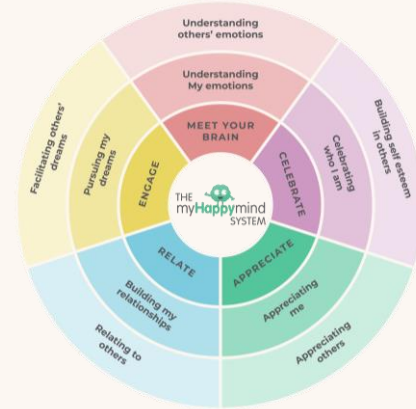 Understanding
others' emotions
Understanding
My emotions
MEET YOUR
BRAIN
Building self esteem
in others
Celebrating
who I am
CELEBRATE
Appreciating
others
Appreciating
me
APPRECIATE
Relating to
others
Building my
relationships
RELATE
Facilitating others'
dreams
Pursuing my
dreams
ENGAGE
THE
myHappymind
SYSTEM